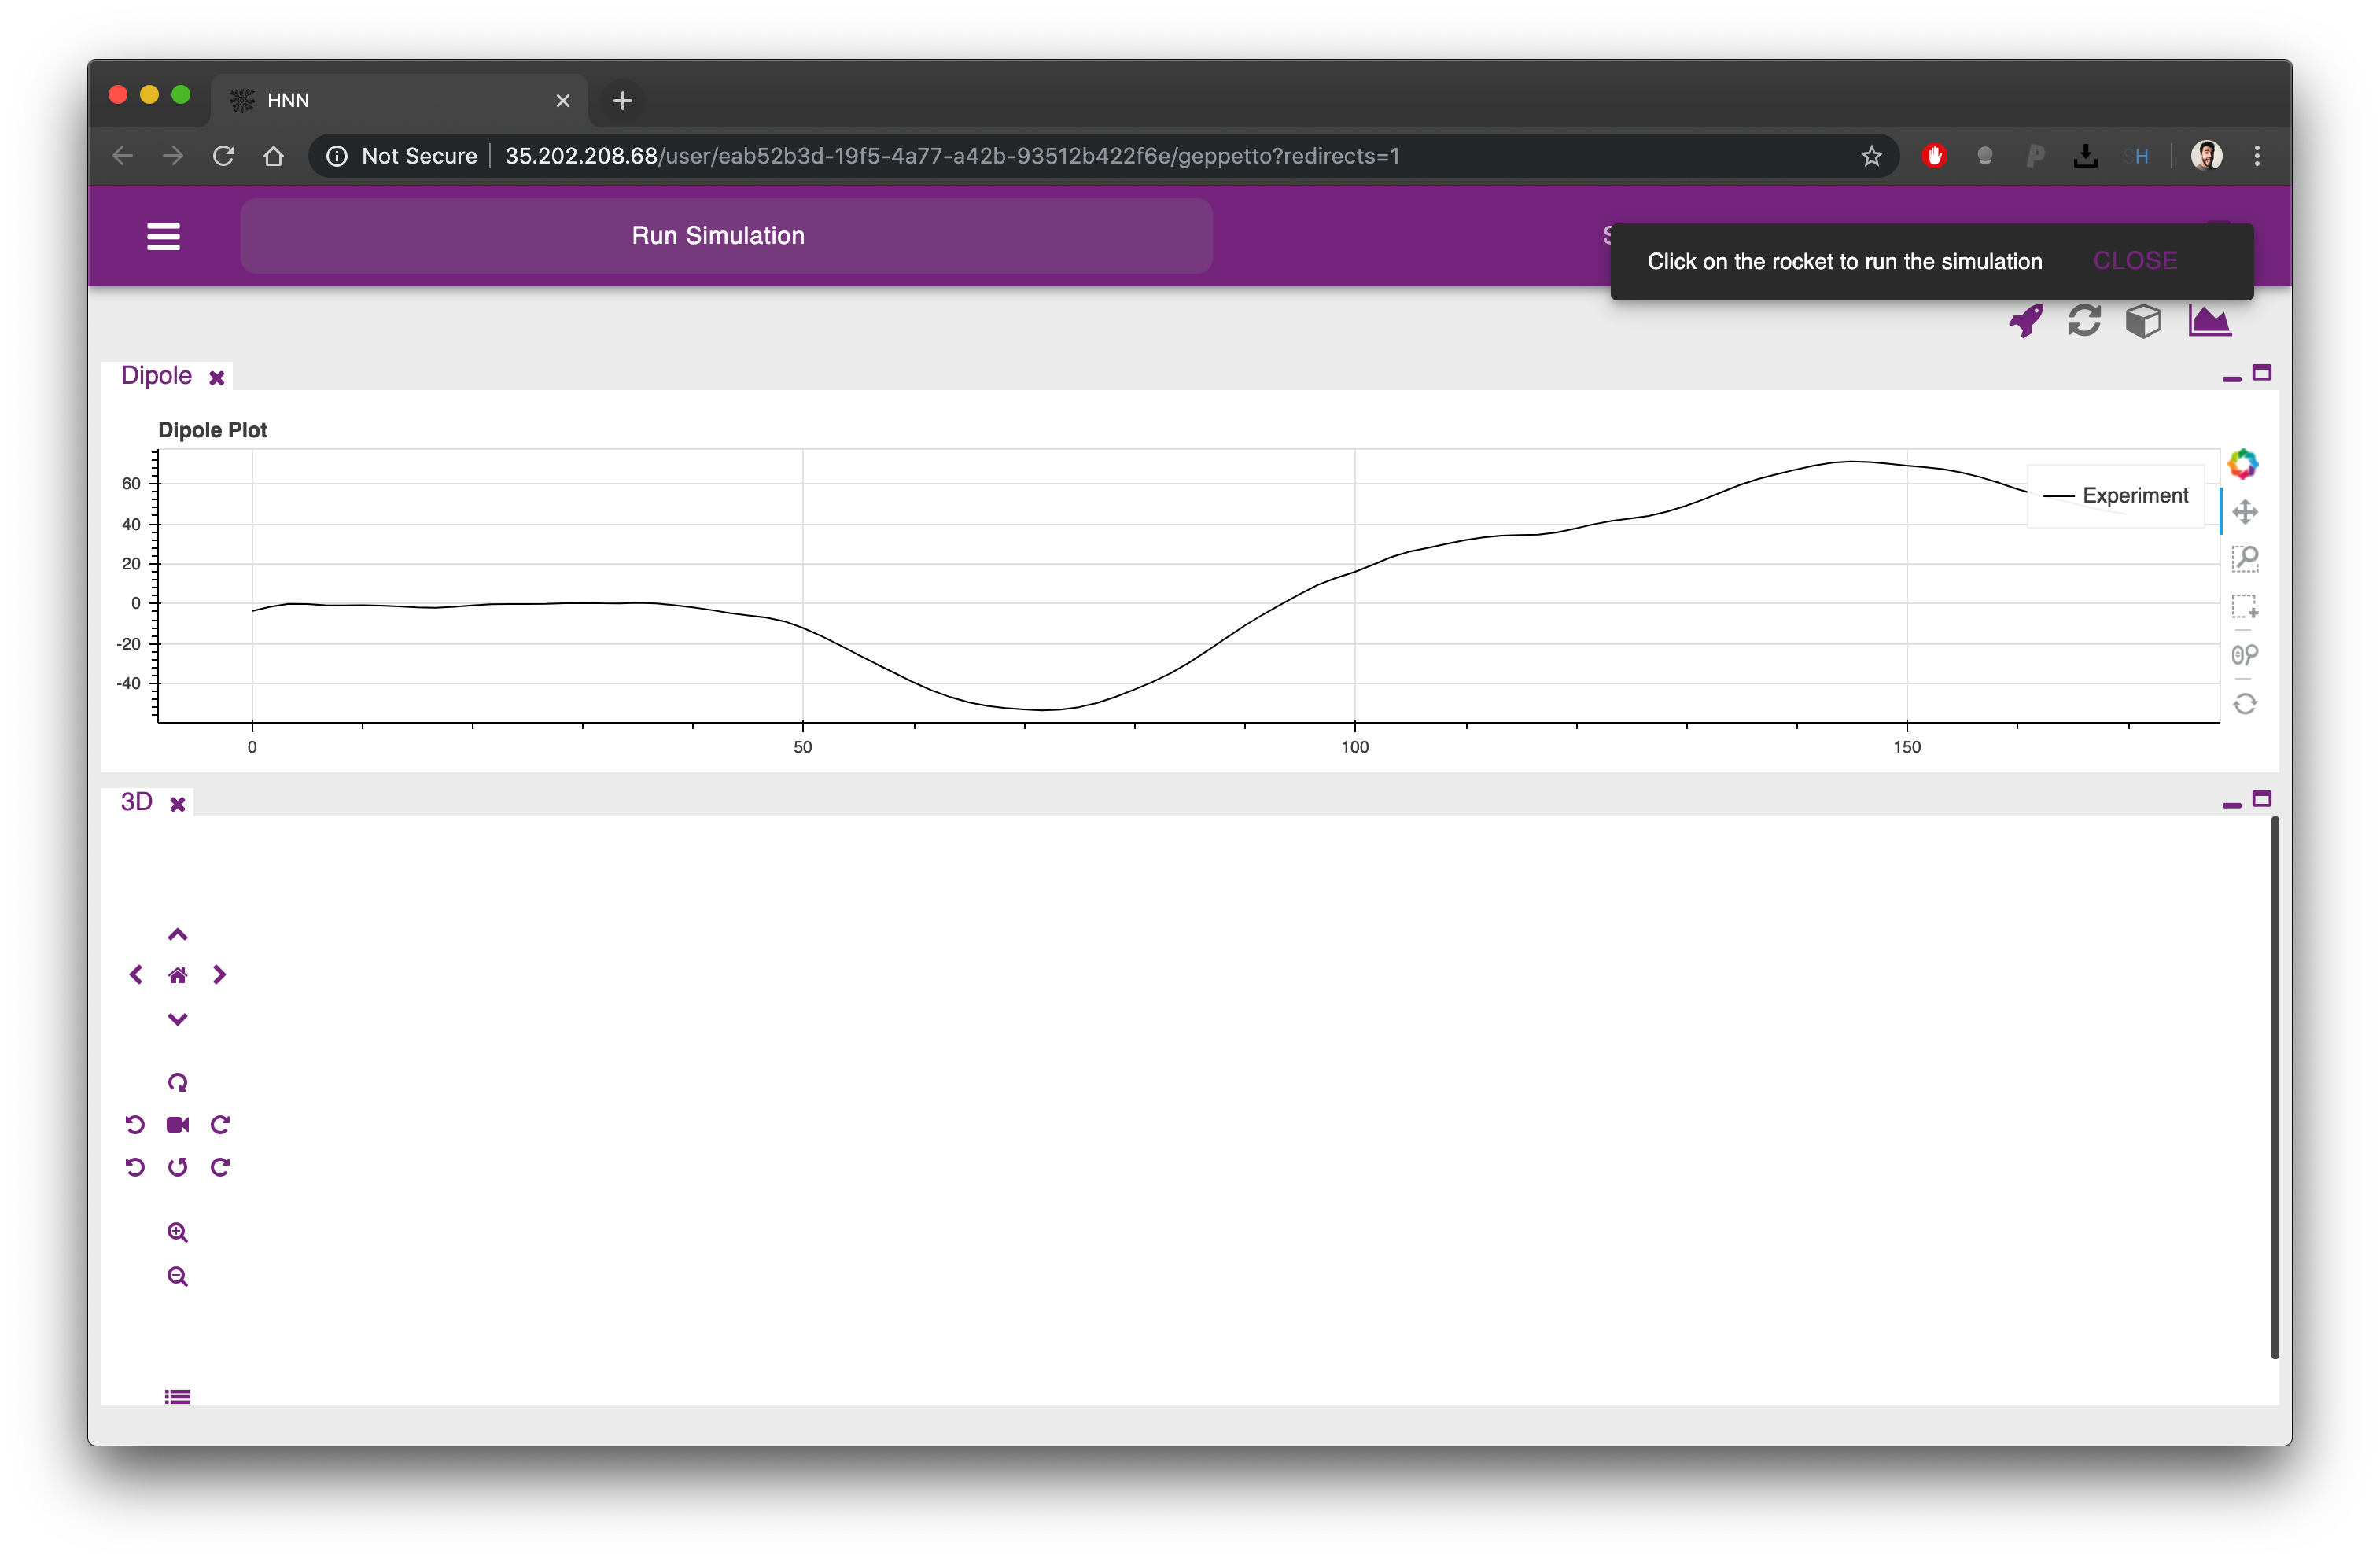 HNN
Not Secure 35.202.208.68/user/eab52b3d-19f5-4a77-a42b-93512b422f6e/geppetto?redirects=1
SH
Run Simulation
Click on the rocket to run the simulation CLOSE
Dipole
Dipole Plot
60
40
20
0
-20
-40
Experiment
0 50 100 150
3D